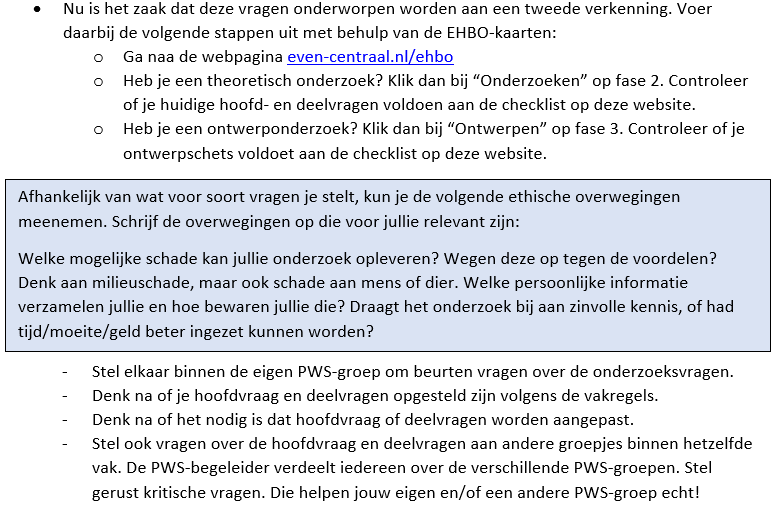 • Nu is het zaak dat deze vragen onderworpen worden aan een tweede verkenning. Voer
daarbij de volgende stappen uit met behulp van de EHBO-kaarten:
o Ga naa de webpagina even-centraal.nl/ehbo
o Heb je een theoretisch onderzoek? Klik dan bij “Onderzoeken” op fase 2. Controleer
of je huidige hoofd- en deelvragen voldoen aan de checklist op deze website.
o Heb je een ontwerponderzoek? Klik dan bij “Ontwerpen” op fase 3. Controleer of je
ontwerpschets voldoet aan de checklist op deze website.
Afhankelijk van wat voor soort vragen je stelt, kun je de volgende ethische overwegingen
meenemen. Schrijf de overwegingen op die voor jullie relevant zijn:
Welke mogelijke schade kan jullie onderzoek opleveren? Wegen deze op tegen de voordelen?
Denk aan milieuschade, maar ook schade aan mens of dier. Welke persoonlijke informatie
verzamelen jullie en hoe bewaren jullie die? Draagt het onderzoek bij aan zinvolle kennis, of had
tijd/moeite/geld beter ingezet kunnen worden?
- Stel elkaar binnen de eigen PWS-groep om beurten vragen over de onderzoeksvragen.
- Denk na of je hoofdvraag en deelvragen opgesteld zijn volgens de vakregels.
- Denk na of het nodig is dat hoofdvraag of deelvragen worden aangepast.
- Stel ook vragen over de hoofdvraag en deelvragen aan andere groepjes binnen hetzelfde
vak. De PWS-begeleider verdeelt iedereen over de verschillende PWS-groepen. Stel
gerust kritische vragen. Die helpen jouw eigen en/of een andere PWS-groep echt!